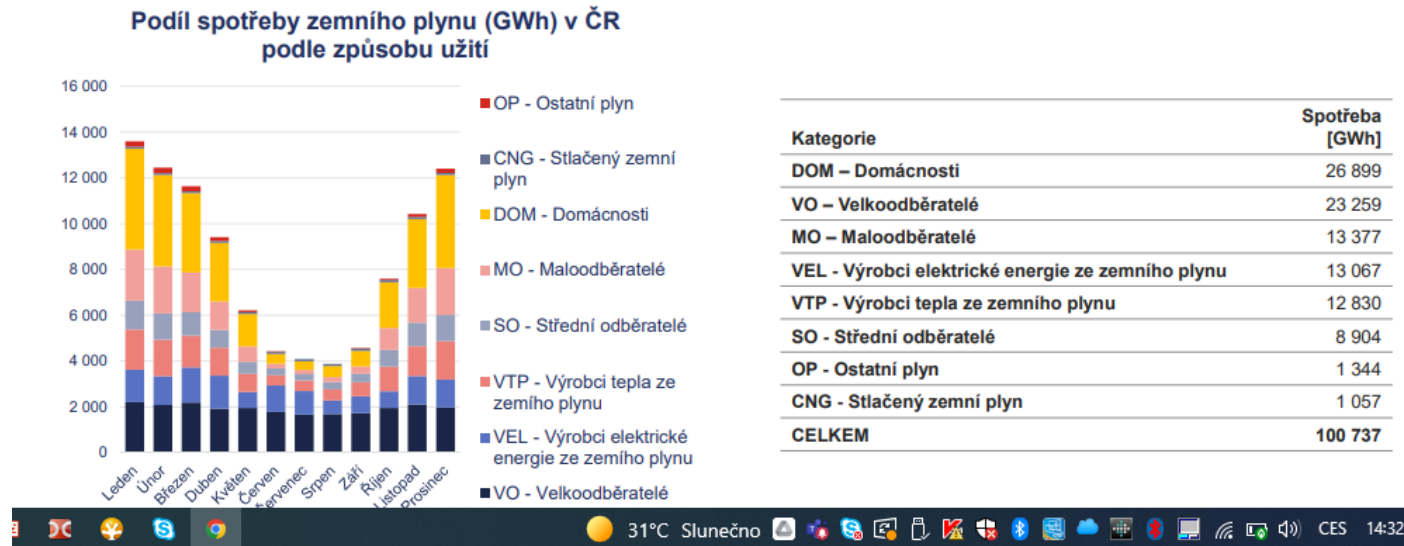 Podíl spotřeby zemního plynu (GWh) v ČR
podle způsobu užití
16 000
14 000
12 000
10 000
8 000
6 000
4 000
2 000
0
Leden
Únor
Březen
Duben
Květen
Červen
Červenec
Srpen
Září
Říjen
Listopad
Prosinec
OP - Ostatní plyn
CNG - Stlačený zemní
plyn
DOM - Domácnosti
MO - Maloodběratelé
SO - Střední odběratelé
VTP - Výrobci tepla ze
zemího plynu
VEL - Výrobci elektrické
energie ze zemího plynu
VO - Velkoodběratelé
Spotřeba
Kategorie [GWh]
DOM – Domácnosti 26 899
VO – Velkoodběratelé 23 259
MO – Maloodběratelé 13 377
VEL - Výrobci elektrické energie ze zemního plynu 13 067
VTP - Výrobci tepla ze zemního plynu 12 830
SO - Střední odběratelé 8 904
OP - Ostatní plyn 1 344
CNG - Stlačený zemní plyn 1 057
CELKEM 100 737
31°C Slunečno CES 14:32